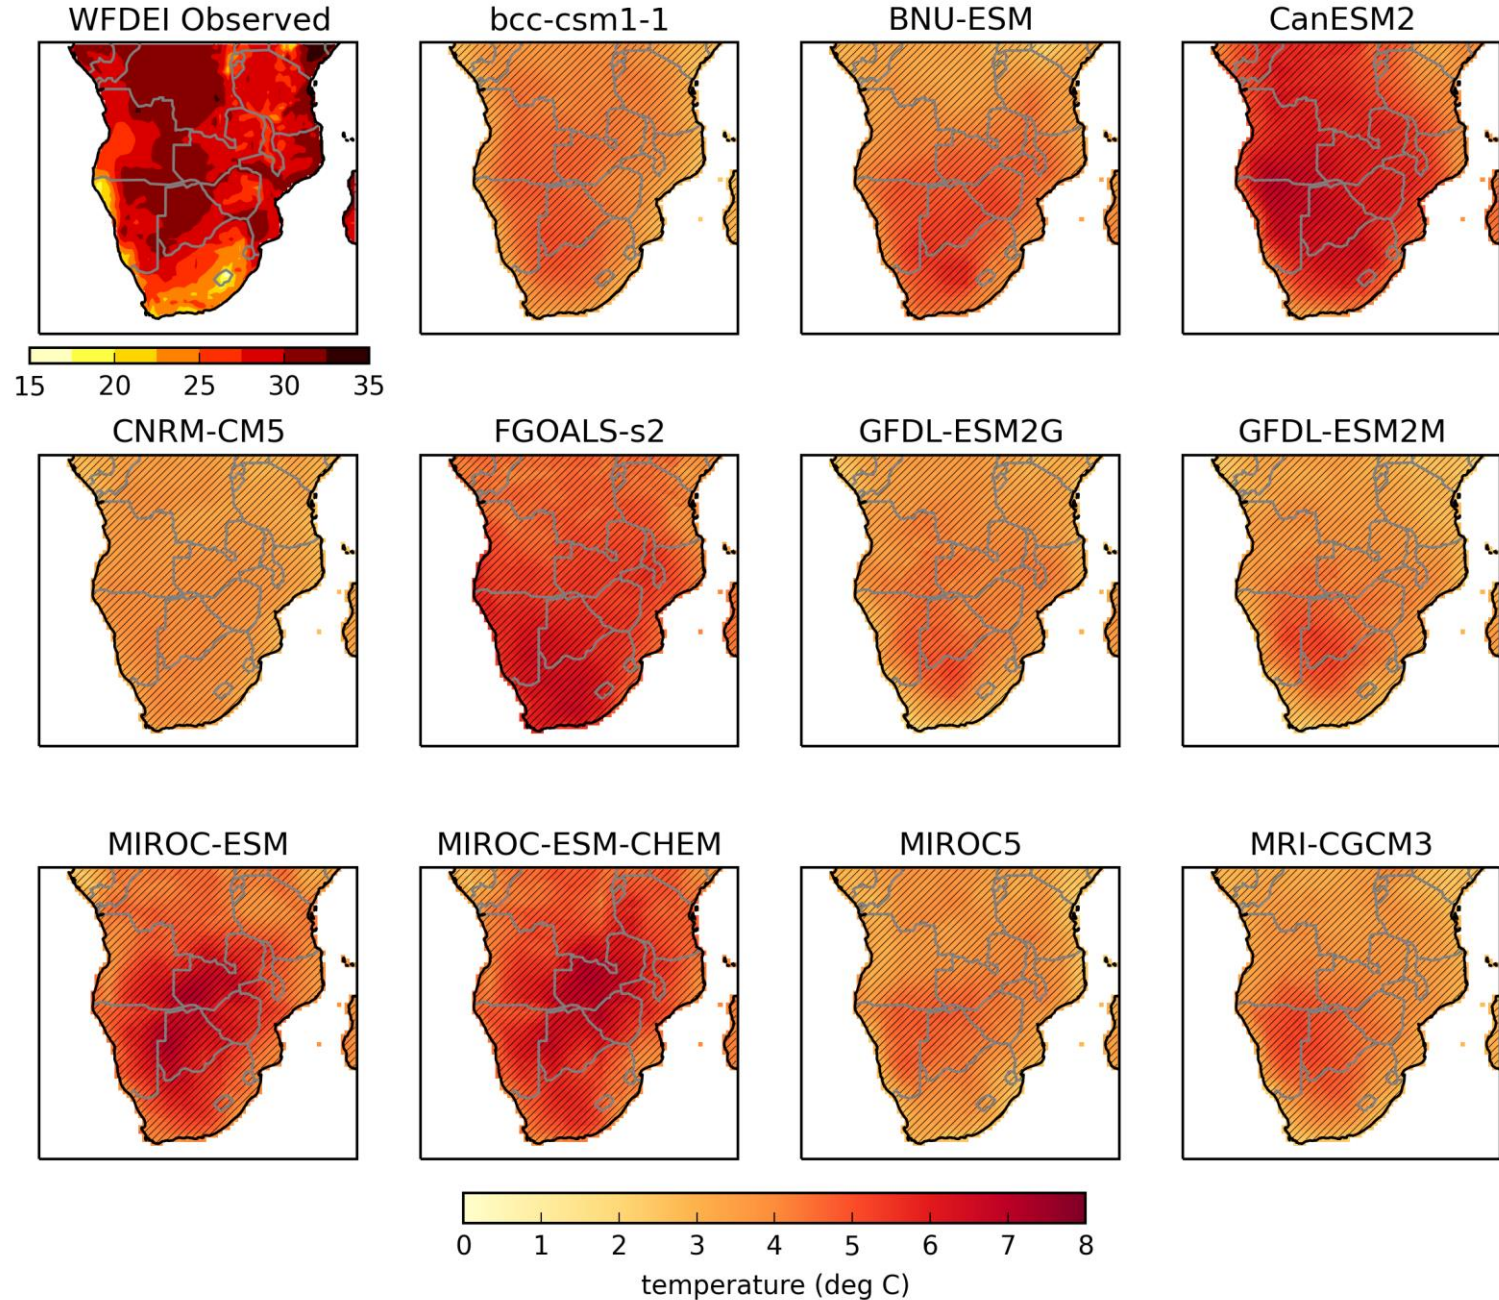 WFDEI Observed
bcc-csm1-1
BNU-ESM
CanESM2
15 20 25 30 35
CNRM-CM5
FGOALS-s2
GFDL-ESM2G
GFDL-ESM2M
MIROC-ESM
MIROC-ESM-CHEM
MIROC5
MRI-CGCM3
0 1 2 3 4 5 6 7 8
temperature (deg C)